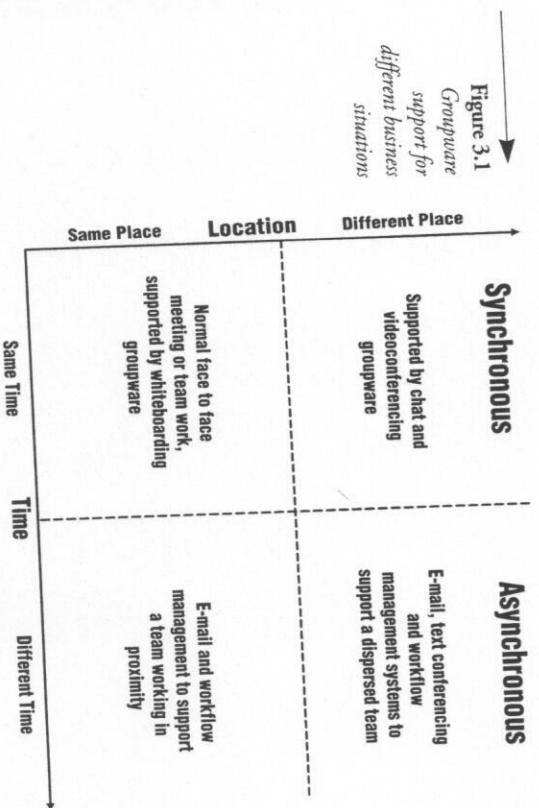 Figure 3.1
Groupware
support for
different business
situations
Synchronous
Asynchronous
Different Place
Location
Same Place
Supported by chat and
videoconferencing
groupware
E-mail, text conferencing
and workflow
management systems to
support a dispersed team
Normal face to face
meeting or team work,
supported by whiteboarding
groupware
E-mail and workflow
management to support
a team working in
proximity
Same Time
Time
Different Time